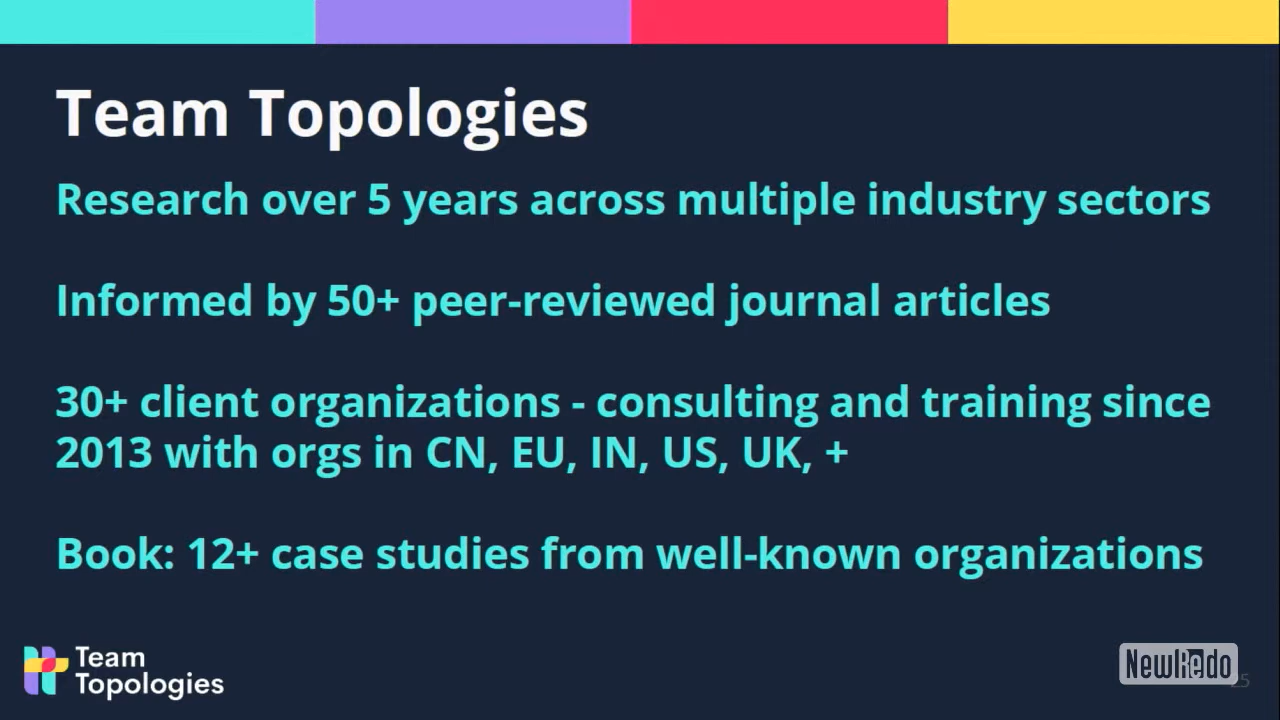 Team Topologies
Research over 5 years across multiple industry sectors
Informed by 50+ peer-reviewed journal articles
30+ client organizations - consulting and training since
2013 with orgs in CN, EU, IN, US, UK, +
Book: 12+ case studies from well-known organizations
Team
Topologies
NewRedo
25